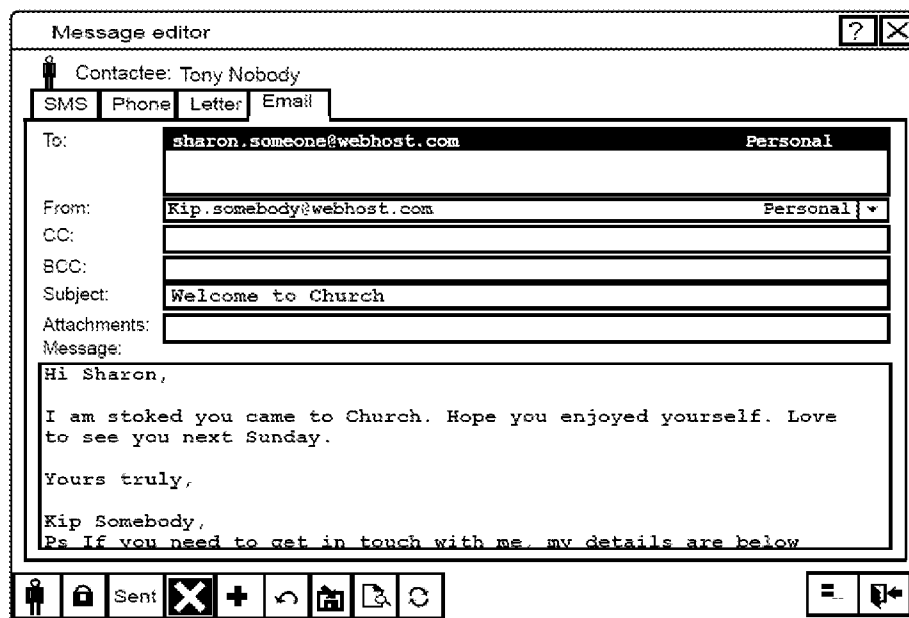 Message editor
Contactee: Tony Nobody
SMS Phone Letter Email
To: sharon.someone@webhost.com Personal
From: Kip.somebody@webhost.com Personal
CC:
BCC:
Subject: Welcome to Church
Attachments:
Message:
Hi Sharon,
I am stoked you came to Church. Hope you enjoyed yourself. Love
to see you next Sunday.
Yours truly,
Kip Somebody,
Ps If you need to get in touch with me, my details are below
Sent